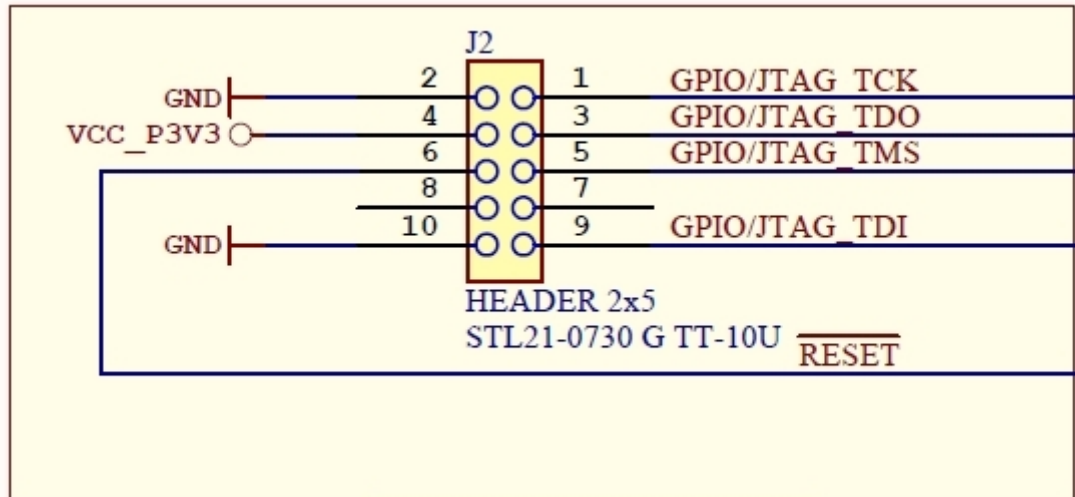 J2
GND 2 1 GPIO/JTAG_TCK
VCC_P3V3 4 3 GPIO/JTAG_TDO
6 5 GPIO/JTAG_TMS
8 7
GND 10 9 GPIO/JTAG_TDI
HEADER 2x5
STL21-0730 G TT-10U
RESET